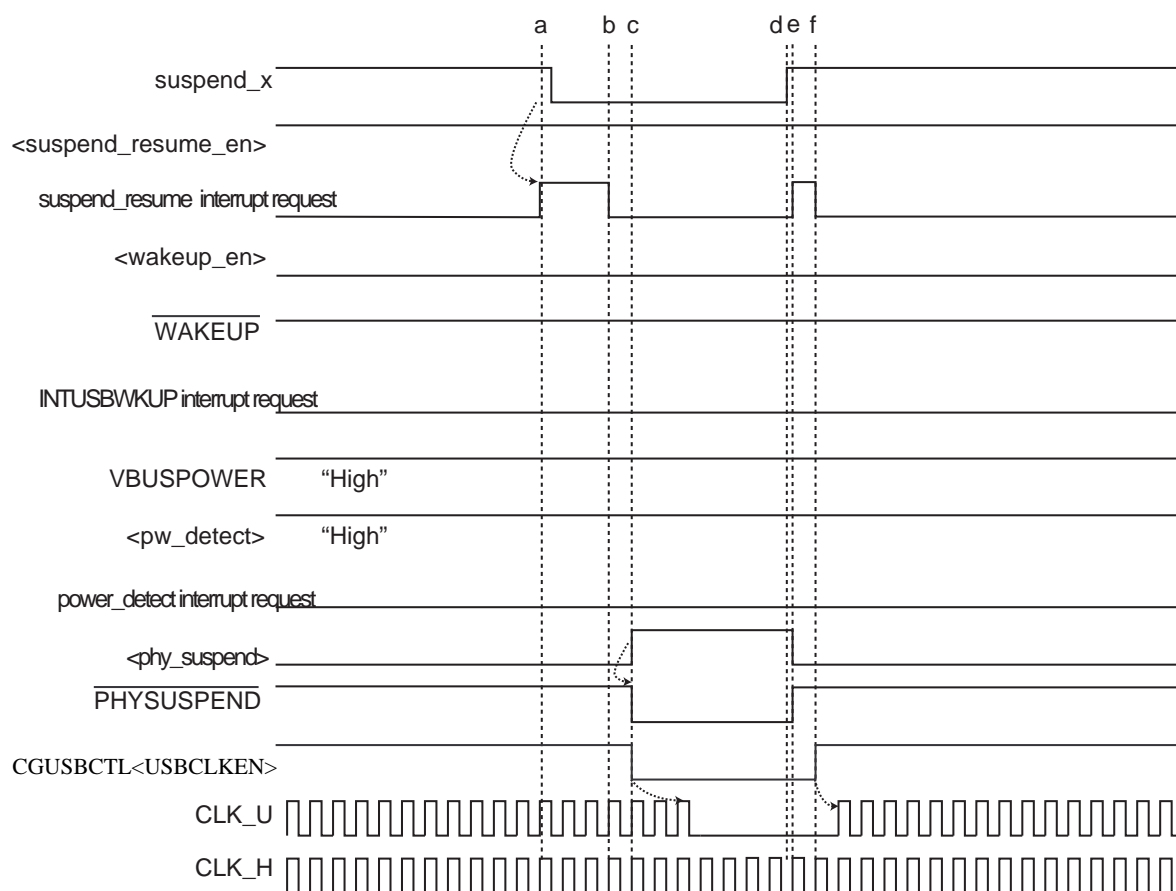 a b c d e f
suspend_x
<suspend_resume_en>
suspend_resume interrupt request
<wakeup_en>
WAKEUP
INTUSBWKUP interrupt request
VBUSPOWER “High”
<pw_detect> “High”
power_detect interrupt request
<phy_suspend>
PHYSUSPEND
CGUSBCTL<USBCLKEN>
CLK_U
CLK_H